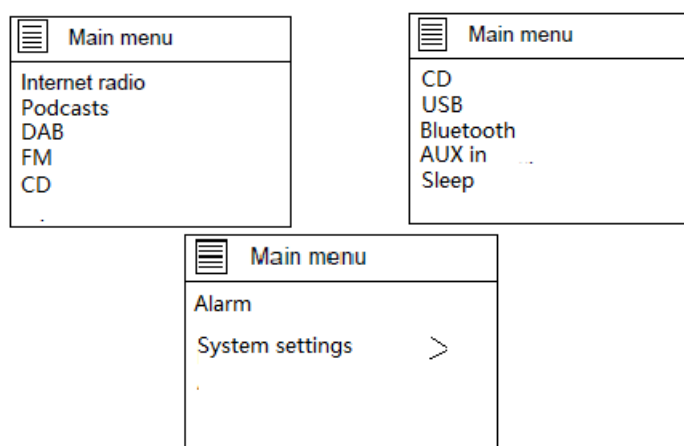 Main menu
Internet radio
Podcasts
DAB
FM
CD
Main menu
CD
USB
Bluetooth
AUX in
Sleep
Main menu
Alarm
System settings >